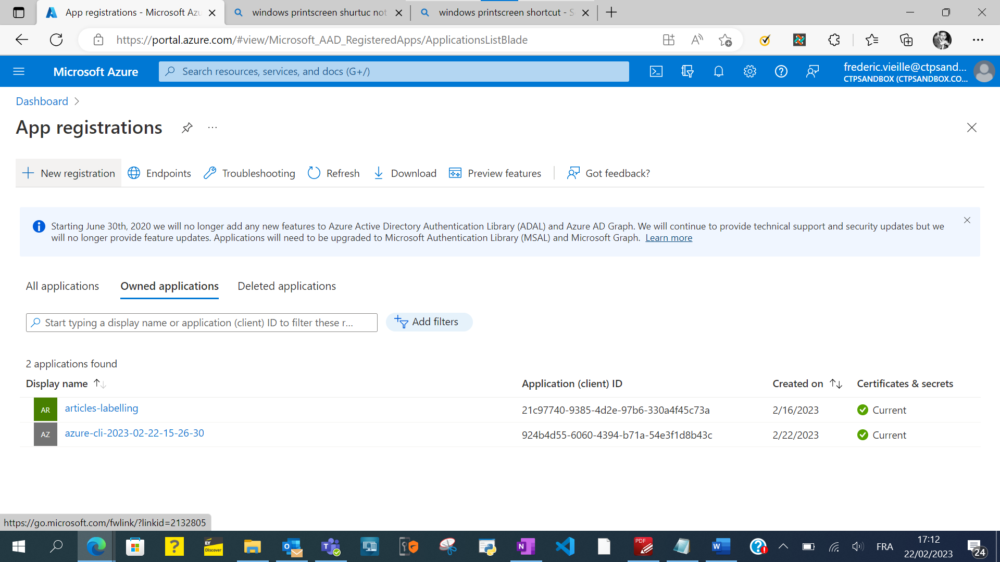 App registrations - Microsoft Azu
windows printscreen shurtuc not
windows printscreen shortcut - S
https://portal.azure.com/#view/Microsoft_AAD_RegisteredApps/ApplicationsListBlade
Microsoft Azure
Search resources, services, and docs (G+/)
frederic.vieille@ctpsand...
CTPSANDBOX (CTPSANDBOX.CO...
Dashboard
App registrations
New registration
Endpoints
Troubleshooting
Refresh
Download
Preview features
Got feedback?
Starting June 30th, 2020 we will no longer add any new features to Azure Active Directory Authentication Library (ADAL) and Azure AD Graph. We will continue to provide technical support and security updates but we
will no longer provide feature updates. Applications will need to be upgraded to Microsoft Authentication Library (MSAL) and Microsoft Graph. Learn more
All applications
Owned applications
Deleted applications
Start typing a display name or application (client) ID to filter these r...
Add filters
2 applications found
Display name
Application (client) ID
Created on
Certificates & secrets
AR
articles-labelling
21c97740-9385-4d2e-97b6-330a4f45c73a
2/16/2023
Current
AZ
azure-cli-2023-02-22-15-26-30
924b4d55-6060-4394-b71a-54e3f1d8b43c
2/22/2023
Current
https://go.microsoft.com/fwlink/?linkid=2132805
EY
Discover
PDF
FRA
17:12
22/02/2023
24